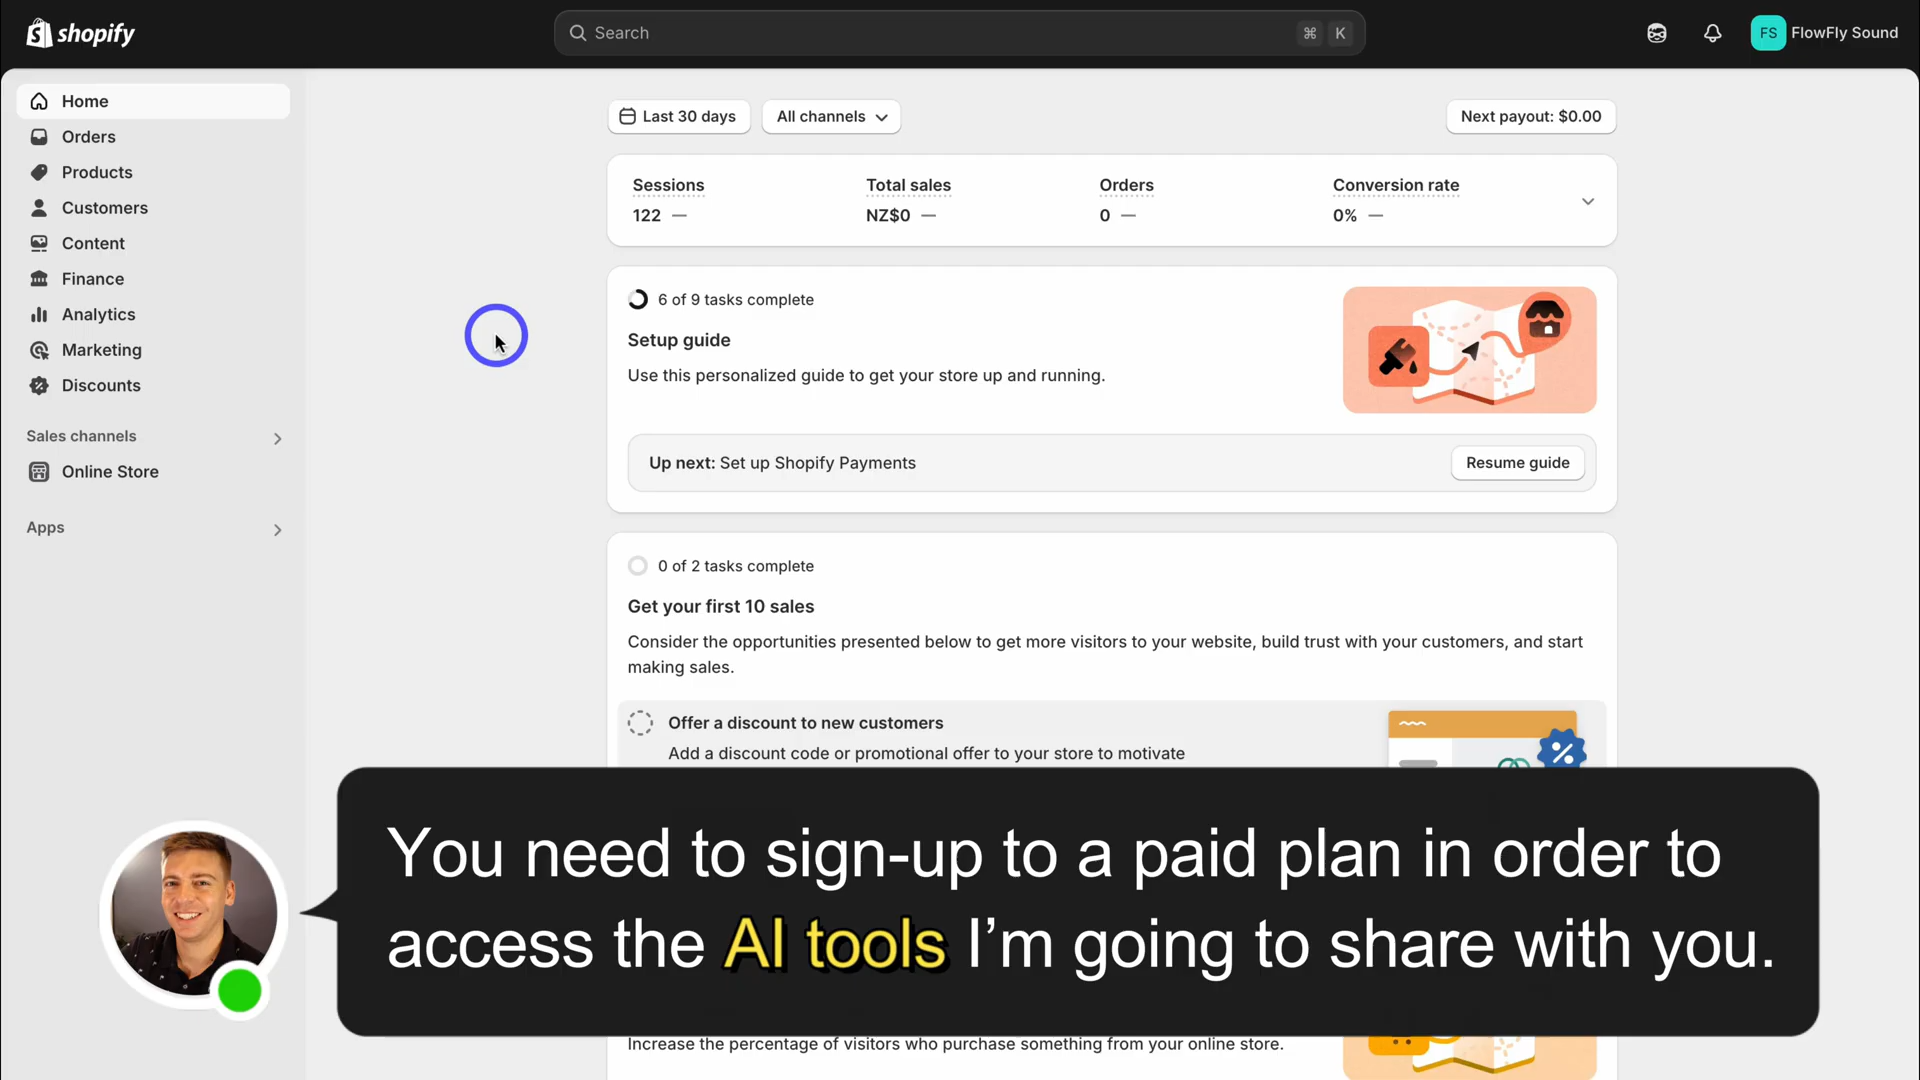 shopify
Search
⌘ K
FS
FlowFly Sound
Home
Orders
Products
Customers
Content
Finance
Analytics
Marketing
Discounts
Sales channels
Online Store
Apps
Last 30 days
All channels
Next payout: $0.00
Sessions
122 —
Total sales
NZ$0 —
Orders
0 —
Conversion rate
0% —
6 of 9 tasks complete
Setup guide
Use this personalized guide to get your store up and running.
Up next: Set up Shopify Payments
Resume guide
0 of 2 tasks complete
Get your first 10 sales
Consider the opportunities presented below to get more visitors to your website, build trust with your customers, and start
making sales.
Offer a discount to new customers
Add a discount code or promotional offer to your store to motivate
%
You need to sign-up to a paid plan in order to
access the AI tools I’m going to share with you.
Increase the percentage of visitors who purchase something from your online store.